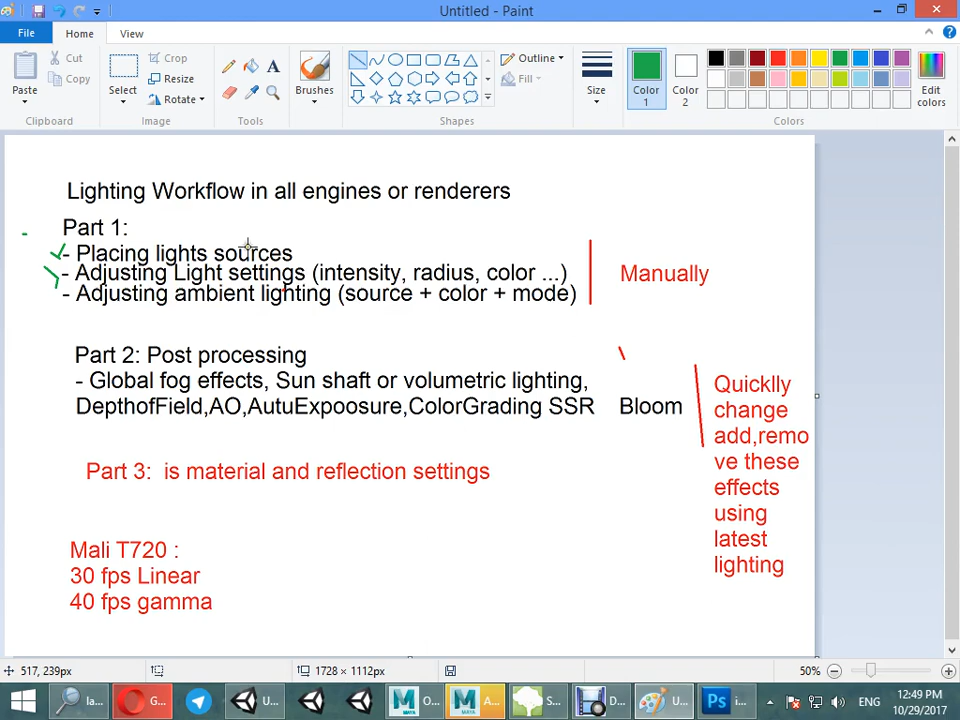 Untitled - Paint
File
Home
View
Paste
Cut
Copy
Clipboard
Select
Crop
Resize
Rotate
Image
Tools
Brushes
Outline
Fill
Shapes
Size
Color 1
Color 2
Edit colors
Colors
Lighting Workflow in all engines or renderers
Part 1:
- Placing lights sources
- Adjusting Light settings (intensity, radius, color ...)
- Adjusting ambient lighting (source + color + mode)
Manually
Part 2: Post processing
- Global fog effects, Sun shaft or volumetric lighting,
DepthofField,AO,AutuExpoosure,ColorGrading SSR Bloom
Quicklly
change
add,remo
ve these
effects
using
latest
lighting
Part 3: is material and reflection settings
Mali T720 :
30 fps Linear
40 fps gamma
517, 239px
1728 × 1112px
50%
la...
G...
U...
MAYA
O...
MAYA
A...
S...
D...
U...
Ps
i...
ENG
12:49 PM
10/29/2017